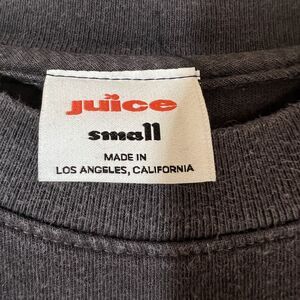 juice
small
MADE IN
LOS ANGELES, CALIFORNIA